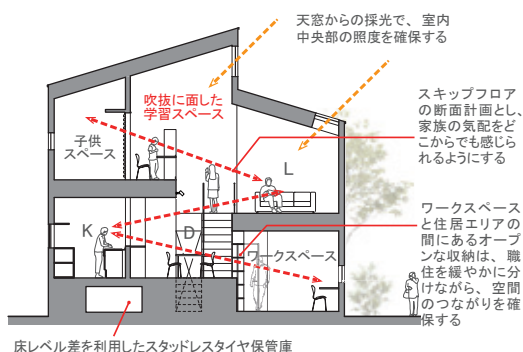 天窓からの採光で、室内
中央部の照度を確保する
吹抜に面した
学習スペース
子供
スペース
スキップフロア
の断面計画とし、
家族の気配をど
こからでも感じら
れるようにする
L
K
D
ワークスペース
ワークスペース
と住居エリアの
間にあるオープ
ンな収納は、職
住を緩やかに分
けながら、空間
のつながりを確
保する
床レベル差を利用したスタッドレスタイヤ保管庫